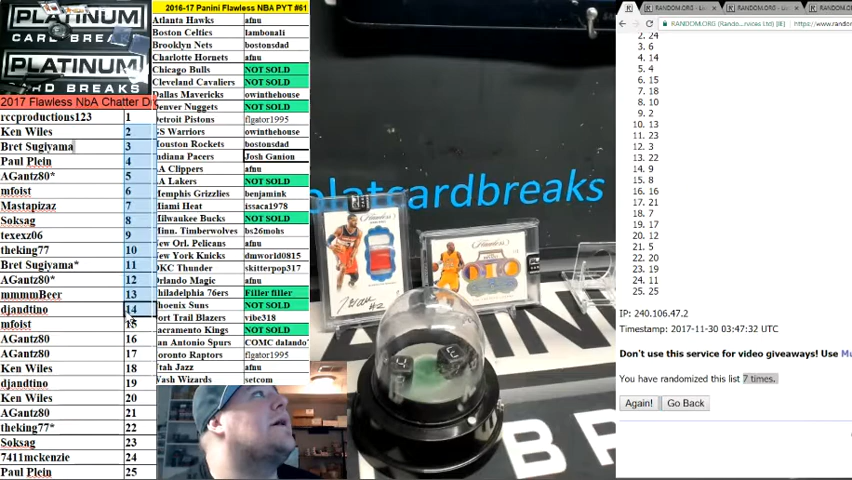 PLATINUM
CARD BREAKS
PLATINUM
CARD BREAKS
2017 Flawless NbA Chatter
rccproductions123 1
Ken Wiles 2
Bret Sugiyama 3
Paul Plein 4
AGantz80* 5
mfoist 6
Mastapizaz 7
Soksag 8
texezz06 9
theking77 10
Bret Sugiyama* 11
AGantz80* 12
mmmmBeer 13
djandtino 14
mfoist 15
AGantz80 16
AGantz80 17
Ken Wiles 18
djandtino 19
Ken Wiles 20
AGantz80 21
theking77* 22
Soksag 23
7411mckenzie 24
Paul Plein 25
2016-17 Panini Flawless NBA PYT #61
Atlanta Hawks afnu
Boston Celtics lambonali
Brooklyn Nets bostonsdad
Charlotte Hornets afnu
Chicago Bulls NOT SOLD
Cleveland Cavaliers NOT SOLD
Dallas Mavericks owinthehouse
Denver Nuggets NOT SOLD
Detroit Pistons flgator1995
GS Warriors owinthehouse
Houston Rockets bostonsdad
Indiana Pacers Josh Ganion
LA Clippers afnu
LA Lakers NOT SOLD
Memphis Grizzlies benjamink
Miami Heat issaca1978
Milwaukee Bucks NOT SOLD
Minn. Timberwolves bs26mohs
New Orl. Pelicans afnu
New York Knicks dmworld0815
OKC Thunder skitterpop317
Orlando Magic afnu
Philadelphia 76ers Filler filler
Phoenix Suns NOT SOLD
Port Trail Blazers vibe318
Sacramento Kings NOT SOLD
San Antonio Spurs COMC dalando
Toronto Raptors flgator1995
Utah Jazz afnu
Wash Wizards setcom
platcardbreaks
Flawless
RANDOM.ORG
2. 24
3. 6
4. 14
5. 4
6. 15
7. 18
8. 10
9. 2
10. 13
11. 23
12. 3
13. 22
14. 9
15. 8
16. 16
17. 21
18. 7
19. 17
20. 12
21. 5
22. 20
23. 19
24. 11
25. 25
IP: 240.106.47.2
Timestamp: 2017-11-30 03:47:32 UTC
Don't use this service for video giveaways! Use
You have randomized this list 7 times.
Again! Go Back